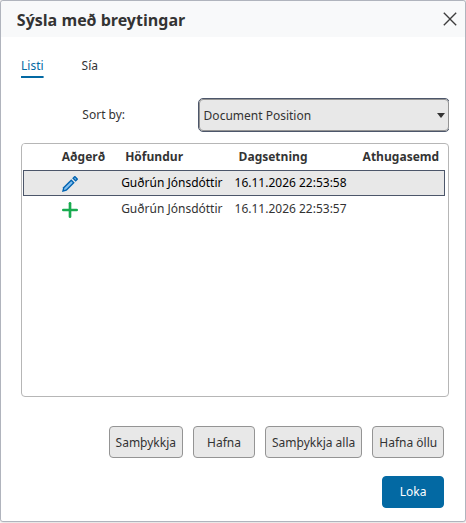 Sýsla með breytingar
Listi Sía
Sort by: Document Position
Aðgerð Höfundur Dagsetning Athugasemd
Guðrún Jónsdóttir 16.11.2026 22:53:58
Guðrún Jónsdóttir 16.11.2026 22:53:57
Samþykkja Hafna Samþykkja alla Hafna öllu
Loka